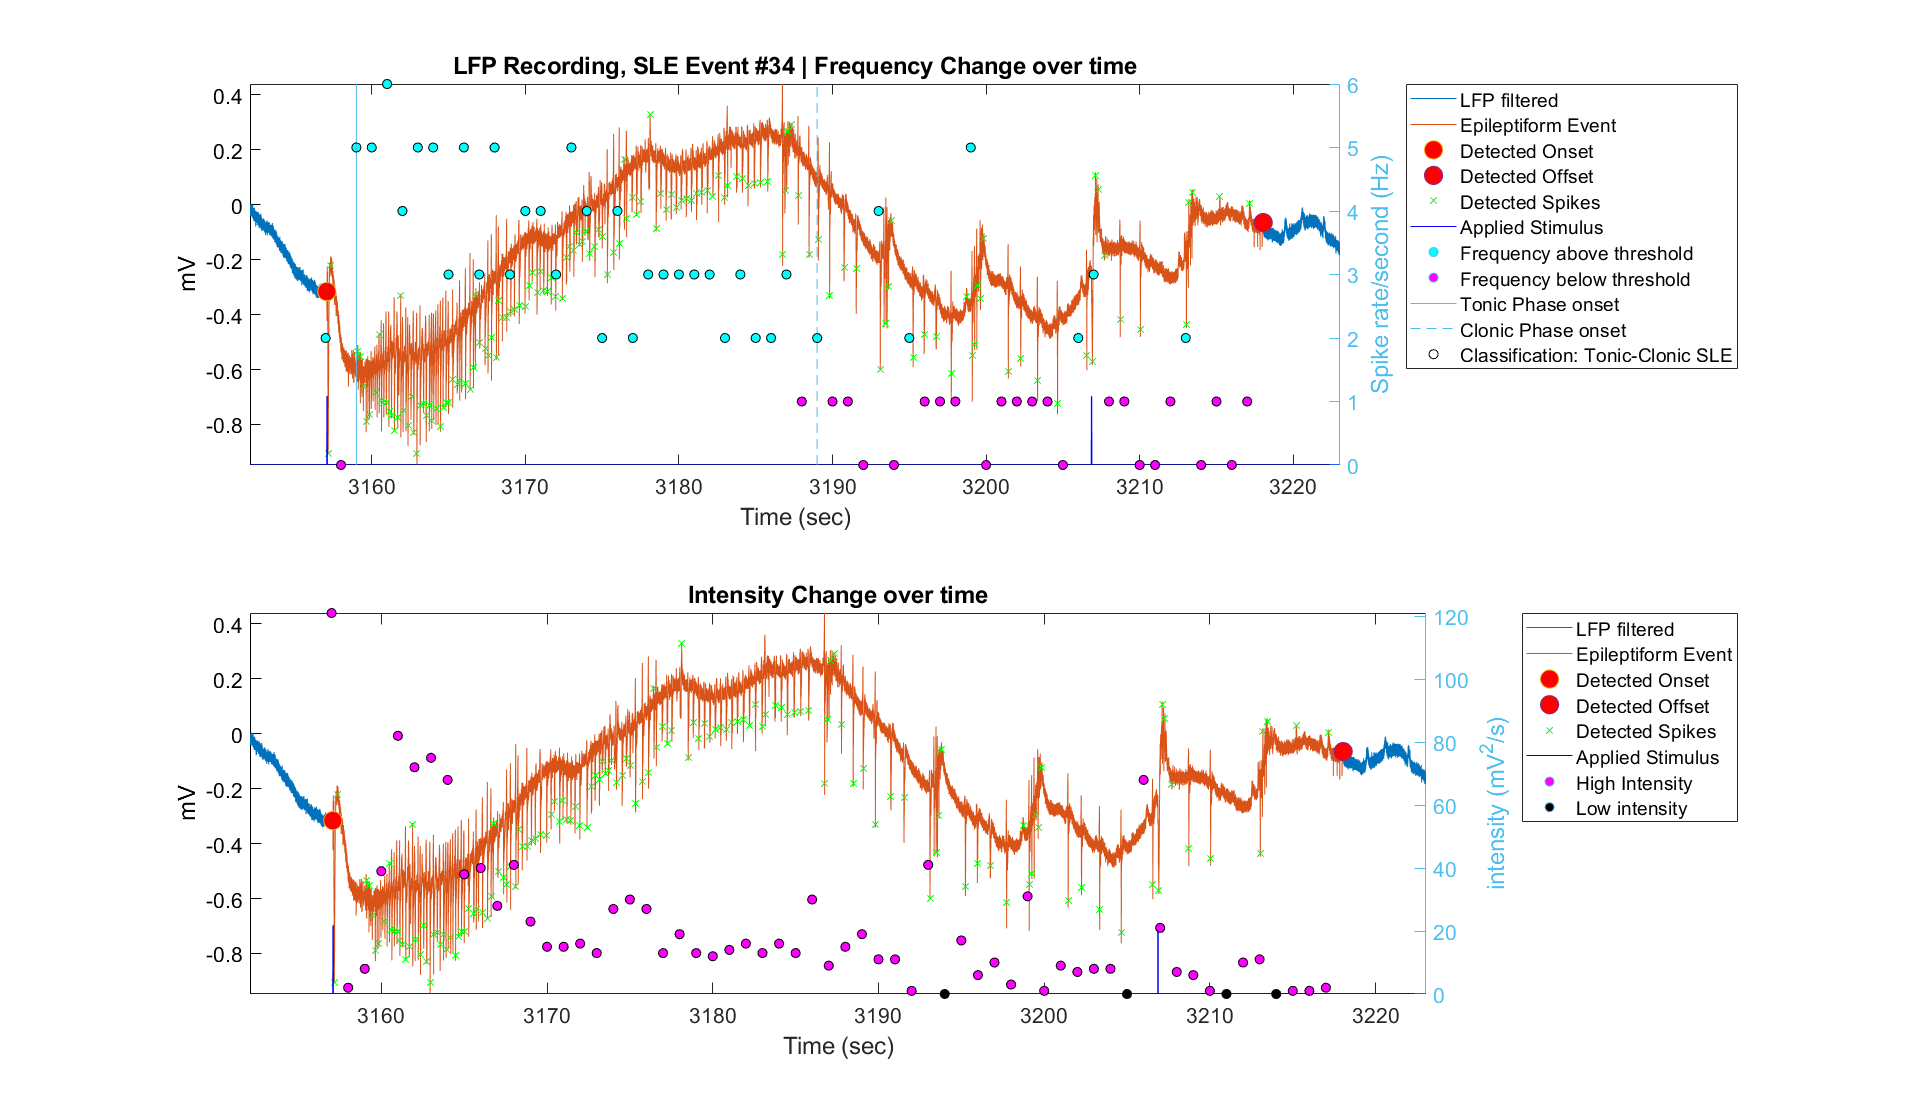 LFP Recording, SLE Event #34 | Frequency Change over time
0.4
0.2
0
-0.2
-0.4
-0.6
-0.8
mV
3160
3170
3180
3190
3200
3210
3220
Time (sec)
6
5
4
3
2
1
0
Spike rate/second (Hz)
LFP filtered
Epileptiform Event
Detected Onset
Detected Offset
Detected Spikes
Applied Stimulus
Frequency above threshold
Frequency below threshold
Tonic Phase onset
Clonic Phase onset
Classification: Tonic-Clonic SLE
Intensity Change over time
0.4
0.2
0
-0.2
-0.4
-0.6
-0.8
mV
3160
3170
3180
3190
3200
3210
3220
Time (sec)
120
100
80
60
40
20
0
intensity (mV²/s)
LFP filtered
Epileptiform Event
Detected Onset
Detected Offset
Detected Spikes
Applied Stimulus
High Intensity
Low intensity